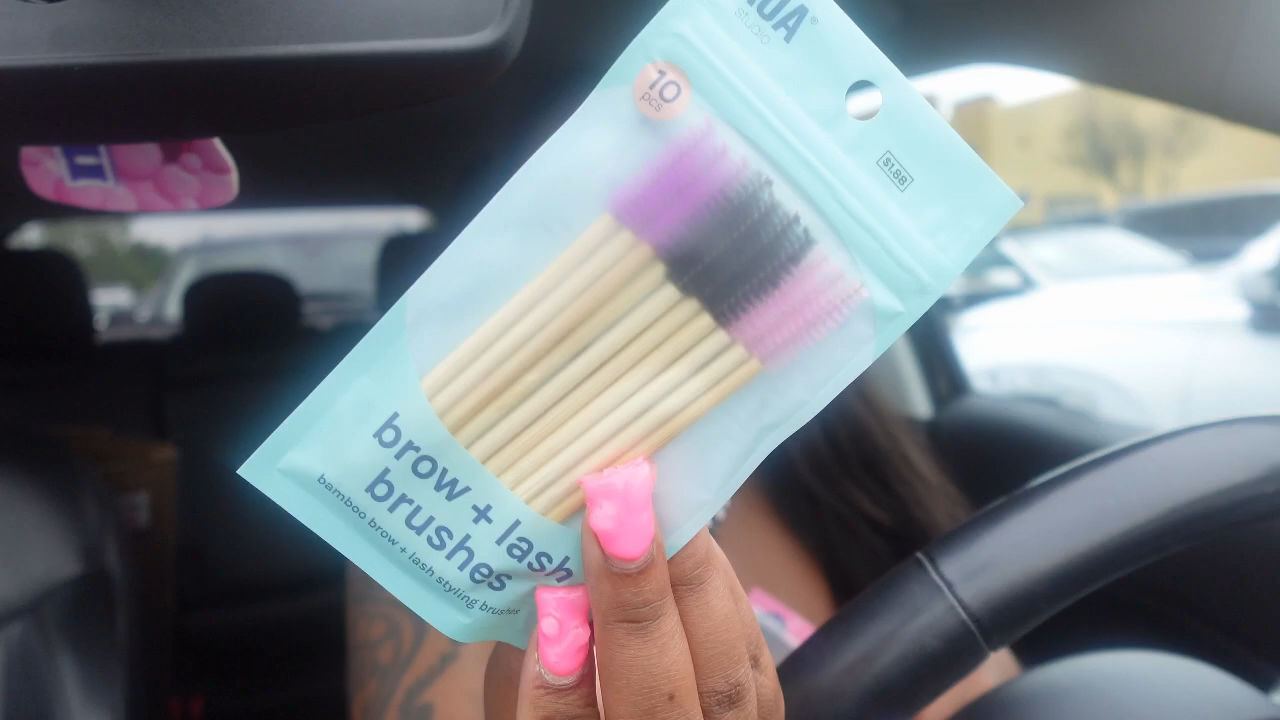 studio
10
pcs
$1.88
brow + lash
brushes
bamboo brow + lash styling brushes